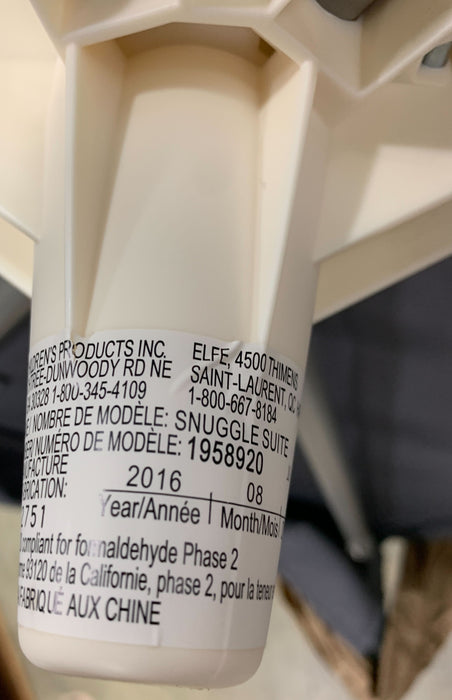 PRODUCTS INC. ELFE, 4500 THIMENS
TREE-DUNWOODY RD NE SAINT-LAURENT, QC
30328 1-800-345-4109 1-800-667-8184
NOMBRE DE MODÈLE: SNUGGLE SUITE
NUMÉRO DE MODÈLE: 1958920
2016 08
Year/Année | Month/Mois
2751
compliant for formaldehyde Phase 2
93120 de la Californie, phase 2, pour la teneur
FABRIQUÉ AUX CHINE